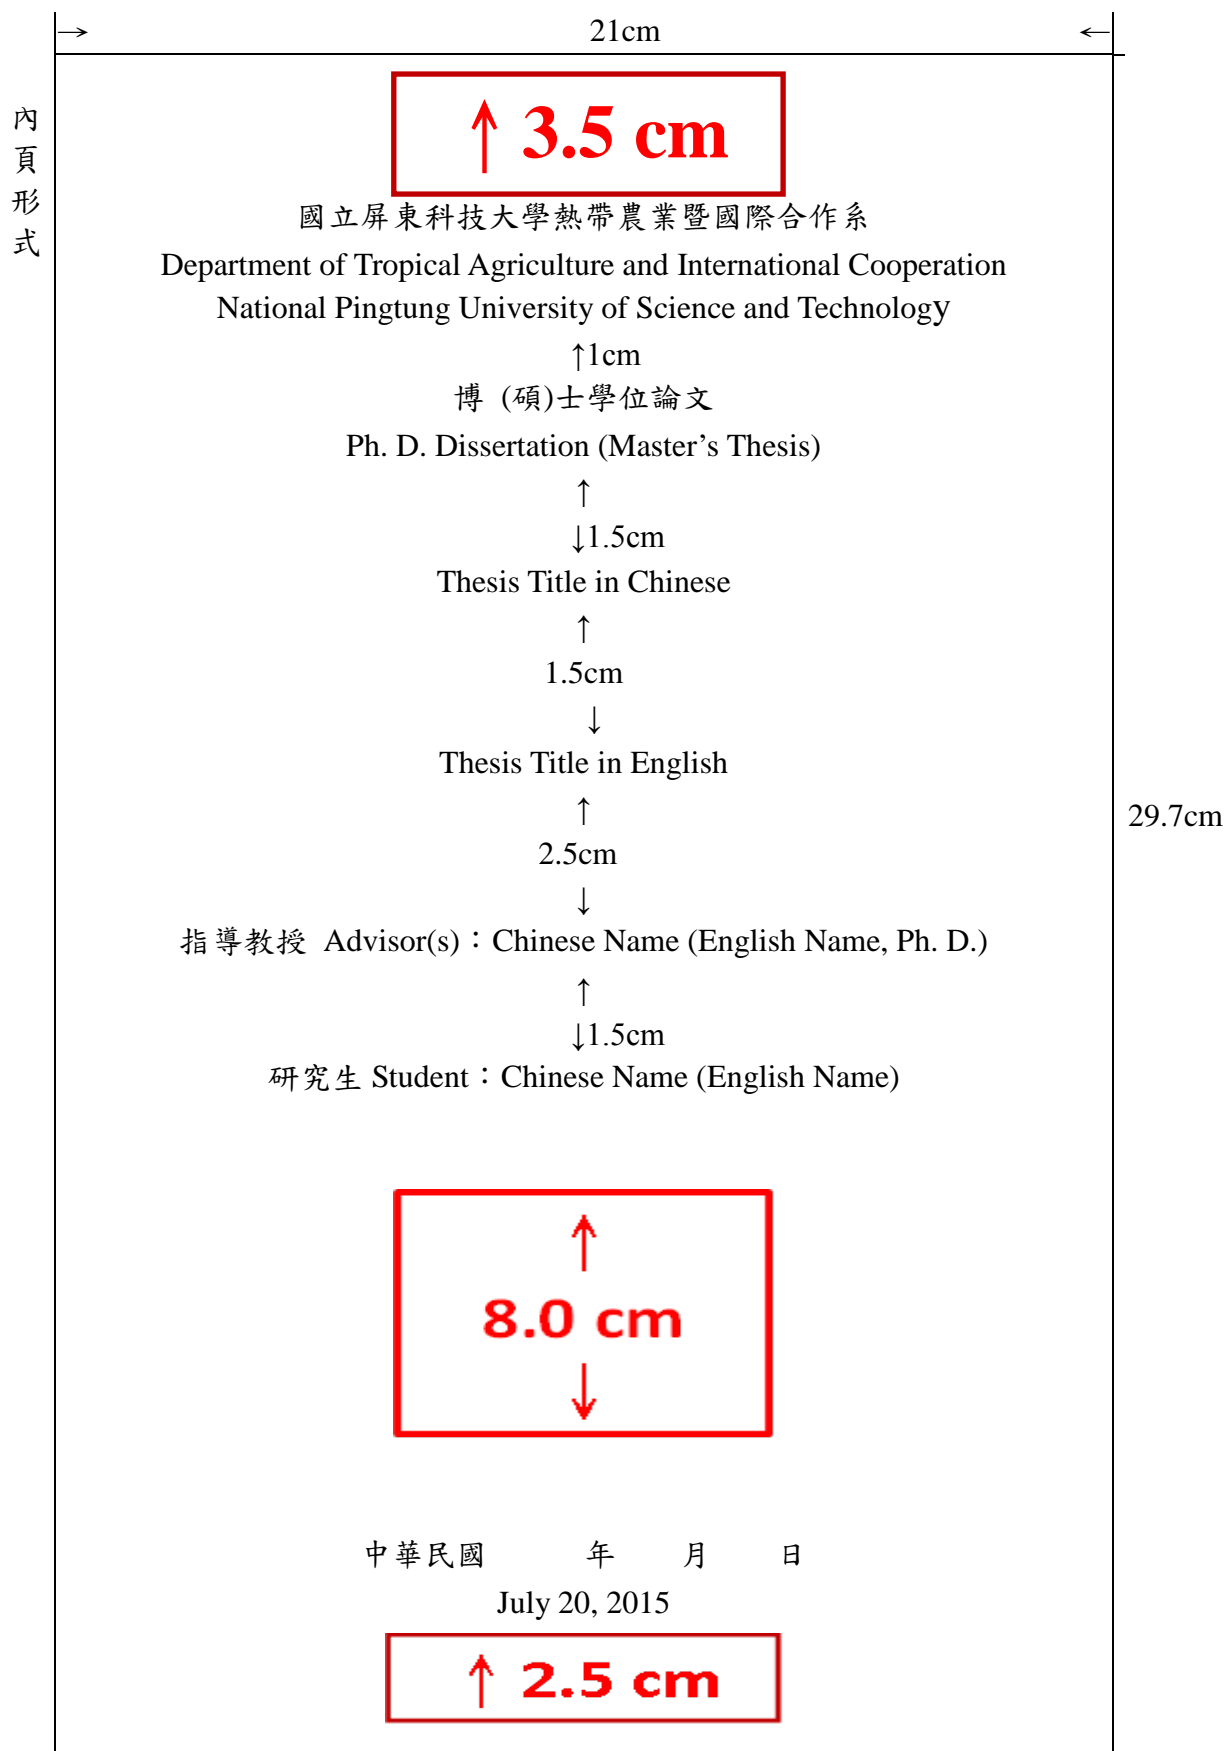 → 21cm ←
內頁形式
↑ 3.5 cm
國立屏東科技大學熱帶農業暨國際合作系
Department of Tropical Agriculture and International Cooperation
National Pingtung University of Science and Technology
↑1cm
博 (碩)士學位論文
Ph. D. Dissertation (Master’s Thesis)
↑
↓1.5cm
Thesis Title in Chinese
↑
1.5cm
↓
Thesis Title in English
↑
29.7cm
2.5cm
↓
指導教授 Advisor(s)：Chinese Name (English Name, Ph. D.)
↑
↓1.5cm
研究生 Student：Chinese Name (English Name)
↑
8.0 cm
↓
中華民國 年 月 日
July 20, 2015
↑ 2.5 cm